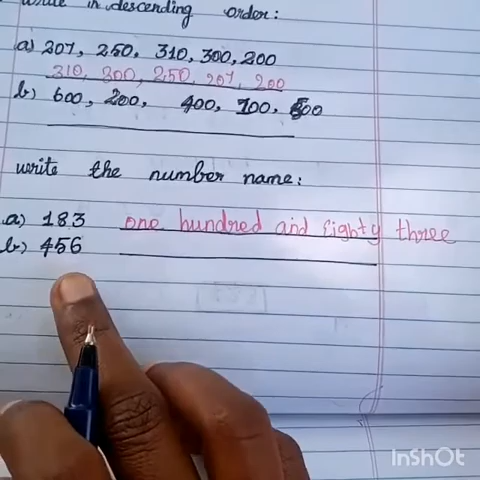 write in descending order:
a) 207, 250, 310, 300, 200
310, 300, 250, 207, 200
b) 600, 200, 400, 700, 500
write the number name:
a) 183 one hundred and Eighty three
b) 456
InShOt